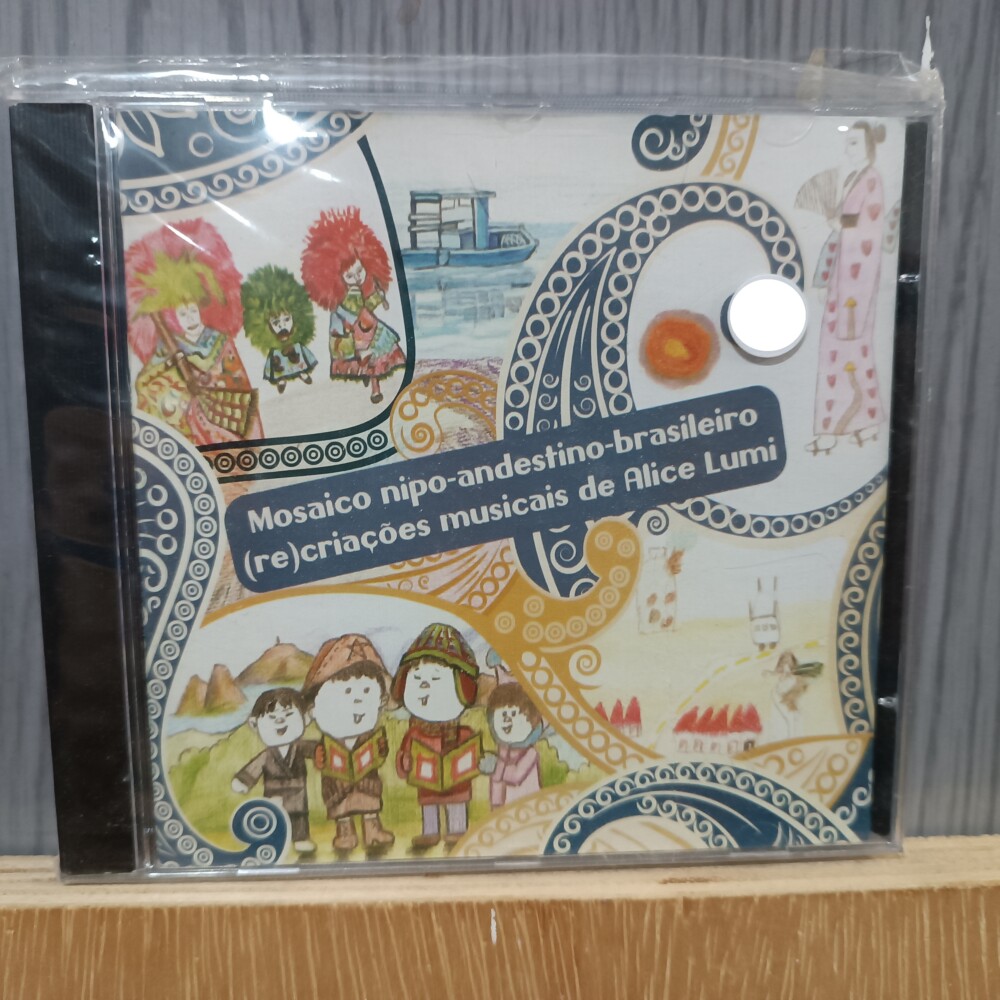 Mosaico nipo-andestino-brasileiro
(re)criações musicais de Alice Lumi